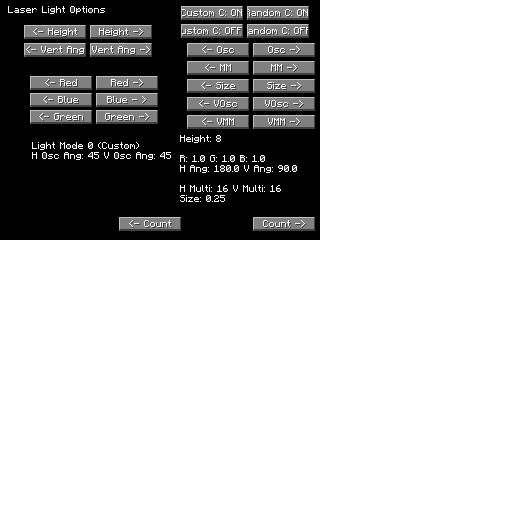 Laser Light Options
Custom C: ON
Random C: ON
Custom C: OFF
Random C: OFF
<- Height
Height ->
<- Vert Ang
Vert Ang ->
<- Osc
Osc ->
<- MM
MM ->
<- Red
Red ->
<- Size
Size ->
<- Blue
Blue ->
<- VOsc
VOsc ->
<- Green
Green ->
<- VMM
VMM ->
Height: 8
Light Mode 0 (Custom)
H Osc Ang: 45 V Osc Ang: 45
R: 1.0 G: 1.0 B: 1.0
H Ang: 180.0 V Ang: 90.0
H Multi: 16 V Multi: 16
Size: 0.25
<- Count
Count ->